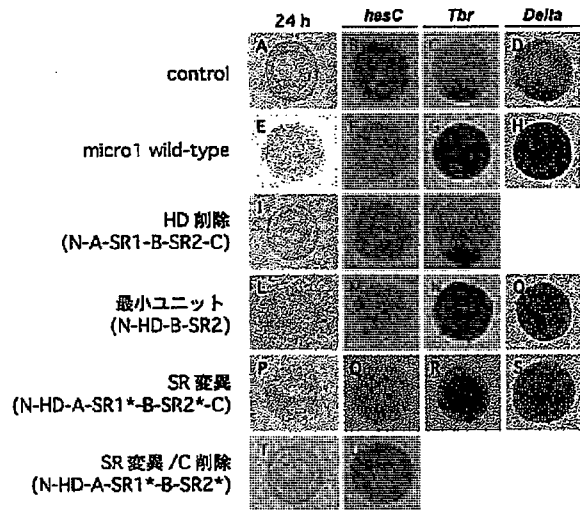 24 h hesC Tbr Delta
control A B C D
micro1 wild-type E F G H
HD 削除 I
(N-A-SR1-B-SR2-C)
最小ユニット L O
(N-HD-B-SR2)
SR 変異 P Q R S
(N-HD-A-SR1*-B-SR2*-C)
SR 変異 /C 削除 T
(N-HD-A-SR1*-B-SR2*)